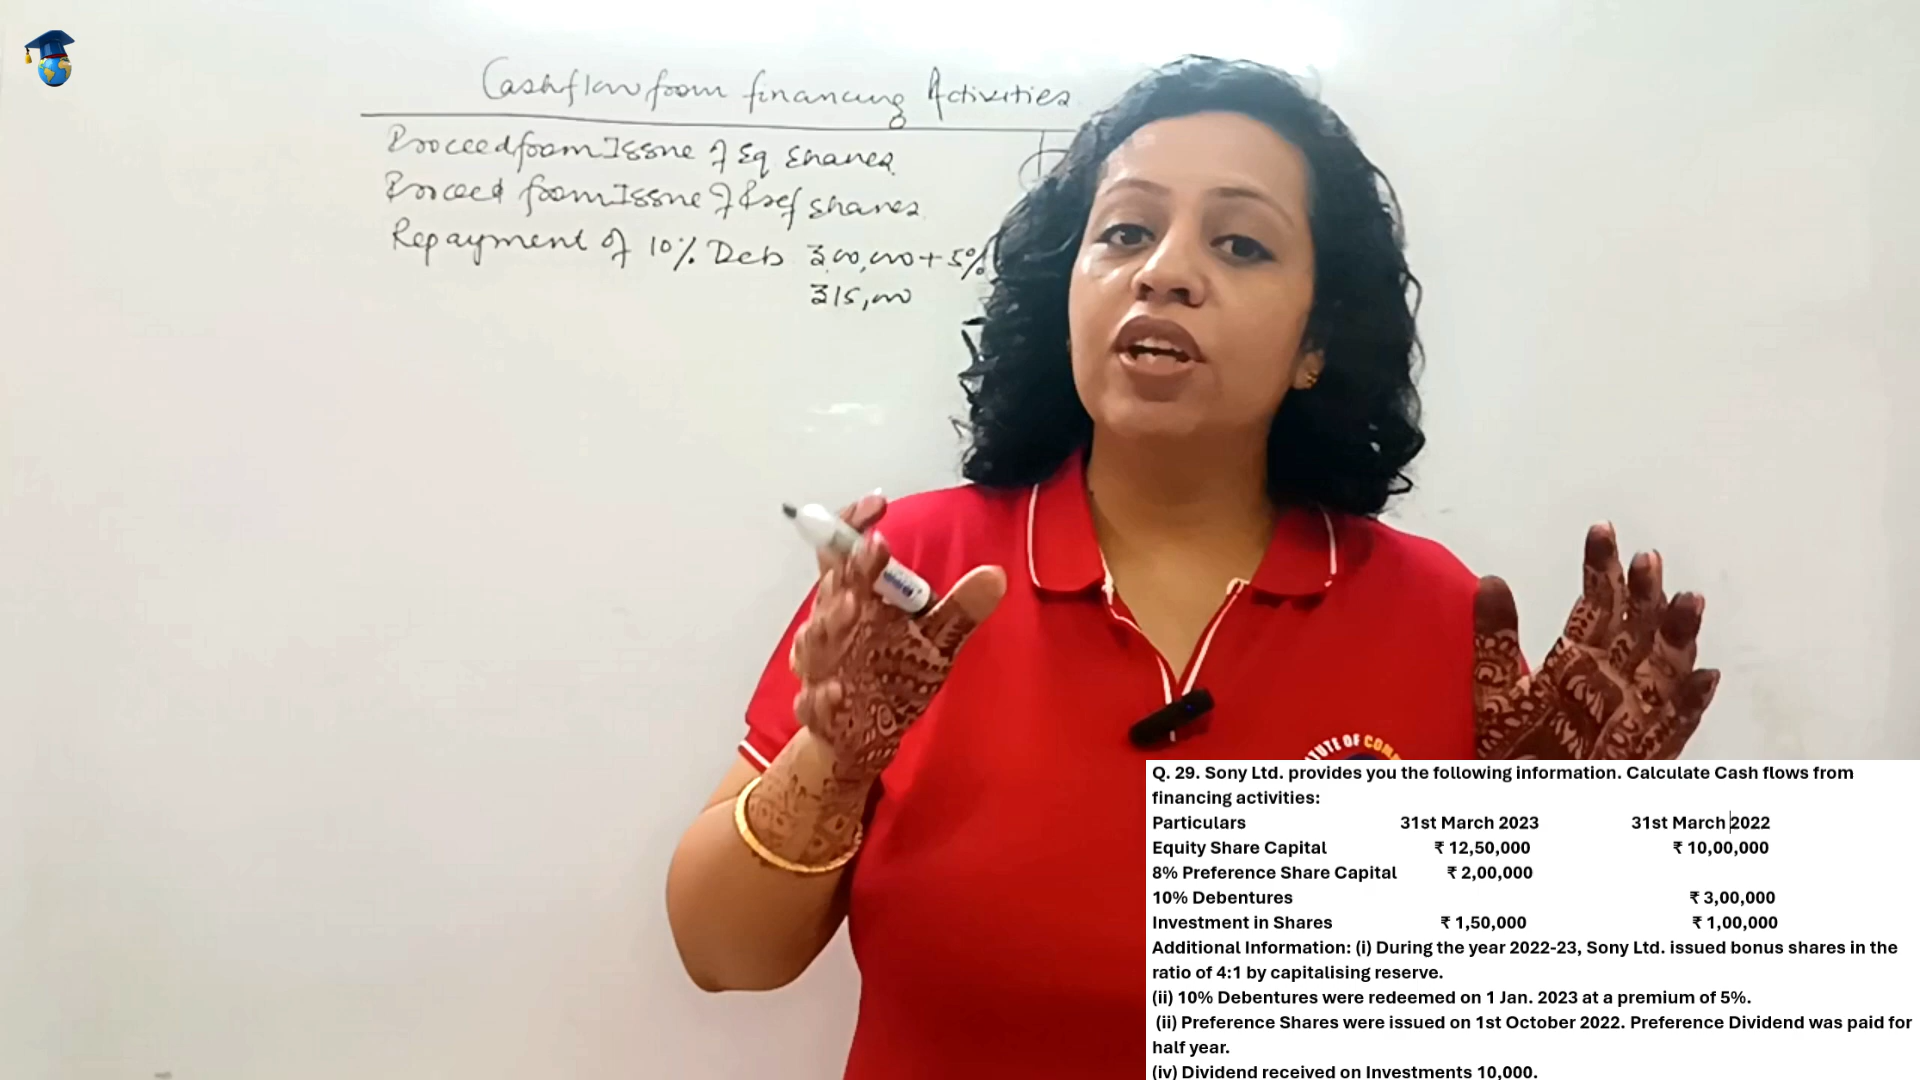 Cash flow from financing Activities
Proceed from Issue of Eq shares
Proceed from Issue of Pref shares
Repayment of 10% Deb 300,000 + 5%
315,000
TUTE OF COM
Q. 29. Sony Ltd. provides you the following information. Calculate Cash flows from
financing activities:
Particulars 31st March 2023 31st March 2022
Equity Share Capital ₹ 12,50,000 ₹ 10,00,000
8% Preference Share Capital ₹ 2,00,000
10% Debentures ₹ 3,00,000
Investment in Shares ₹ 1,50,000 ₹ 1,00,000
Additional Information: (i) During the year 2022-23, Sony Ltd. issued bonus shares in the
ratio of 4:1 by capitalising reserve.
(ii) 10% Debentures were redeemed on 1 Jan. 2023 at a premium of 5%.
(ii) Preference Shares were issued on 1st October 2022. Preference Dividend was paid for
half year.
(iv) Dividend received on Investments 10,000.